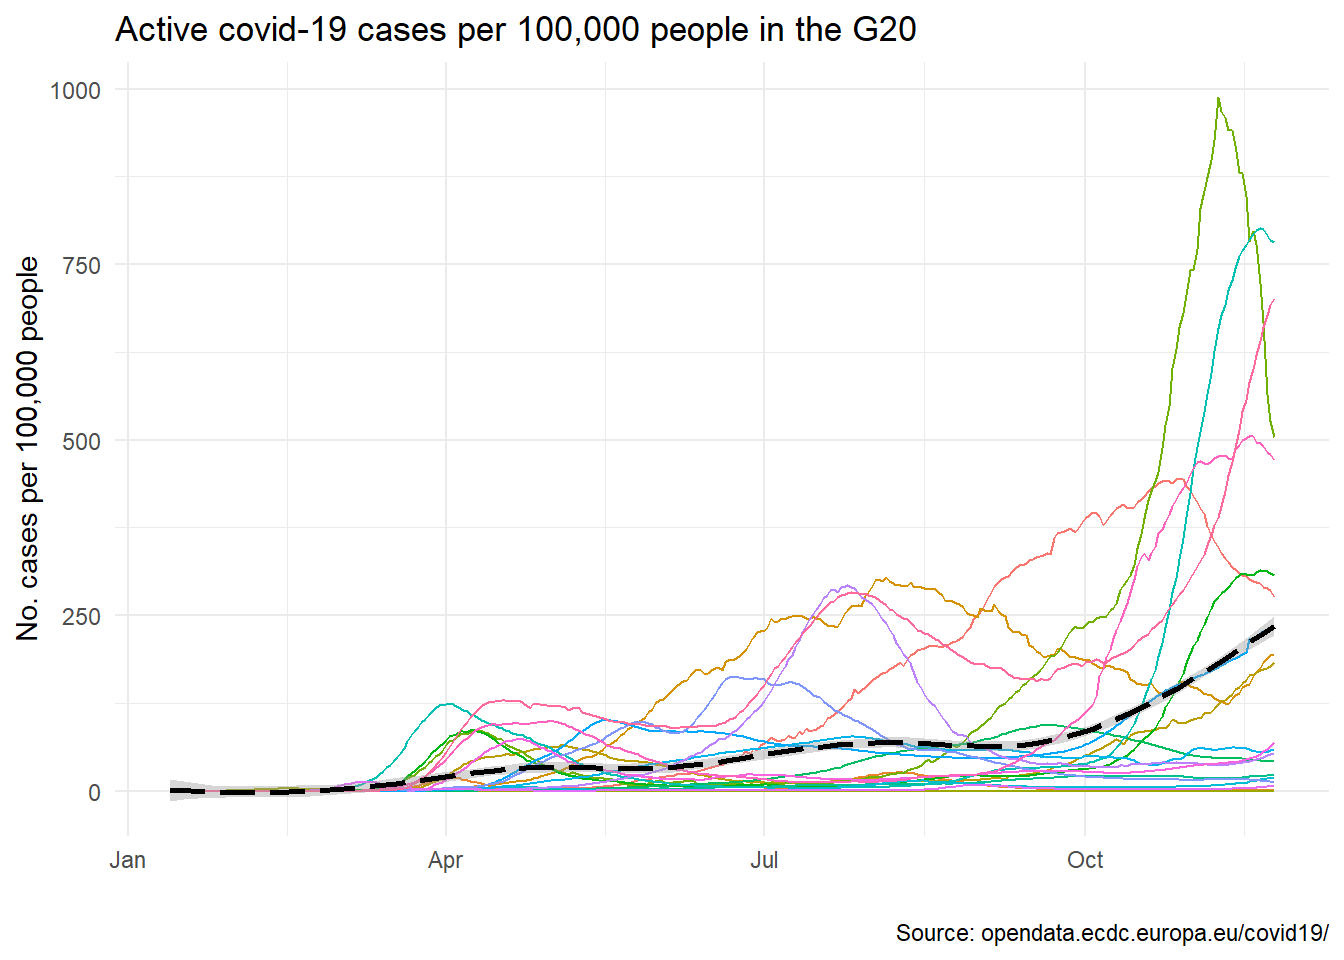 Active covid-19 cases per 100,000 people in the G20
No. cases per 100,000 people
1000
750
500
250
0
Jan
Apr
Jul
Oct
Source: opendata.ecdc.europa.eu/covid19/